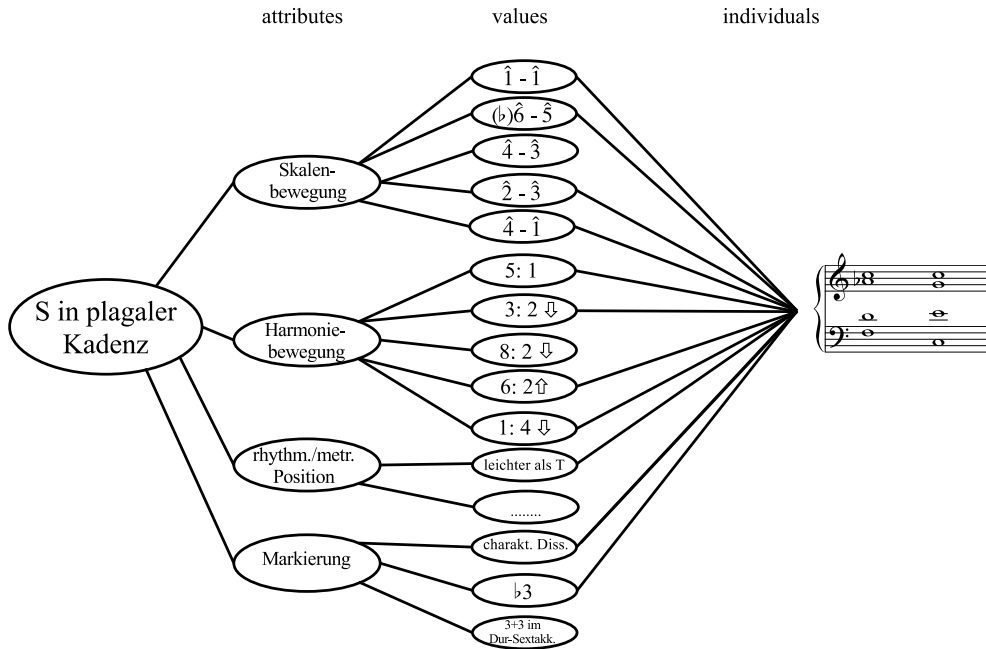 attributes values individuals
1̂ - 1̂
(♭)6̂ - 5̂
4̂ - 3̂
2̂ - 3̂
4̂ - 1̂
Skalen-
bewegung
5: 1
3: 2 ⇩
8: 2 ⇩
6: 2⇧
1: 4 ⇩
S in plagaler
Kadenz
Harmonie-
bewegung
rhythm./metr.
Position
leichter als T
........
Markierung
charakt. Diss.
♭3
3+3 im
Dur-Sextakk.